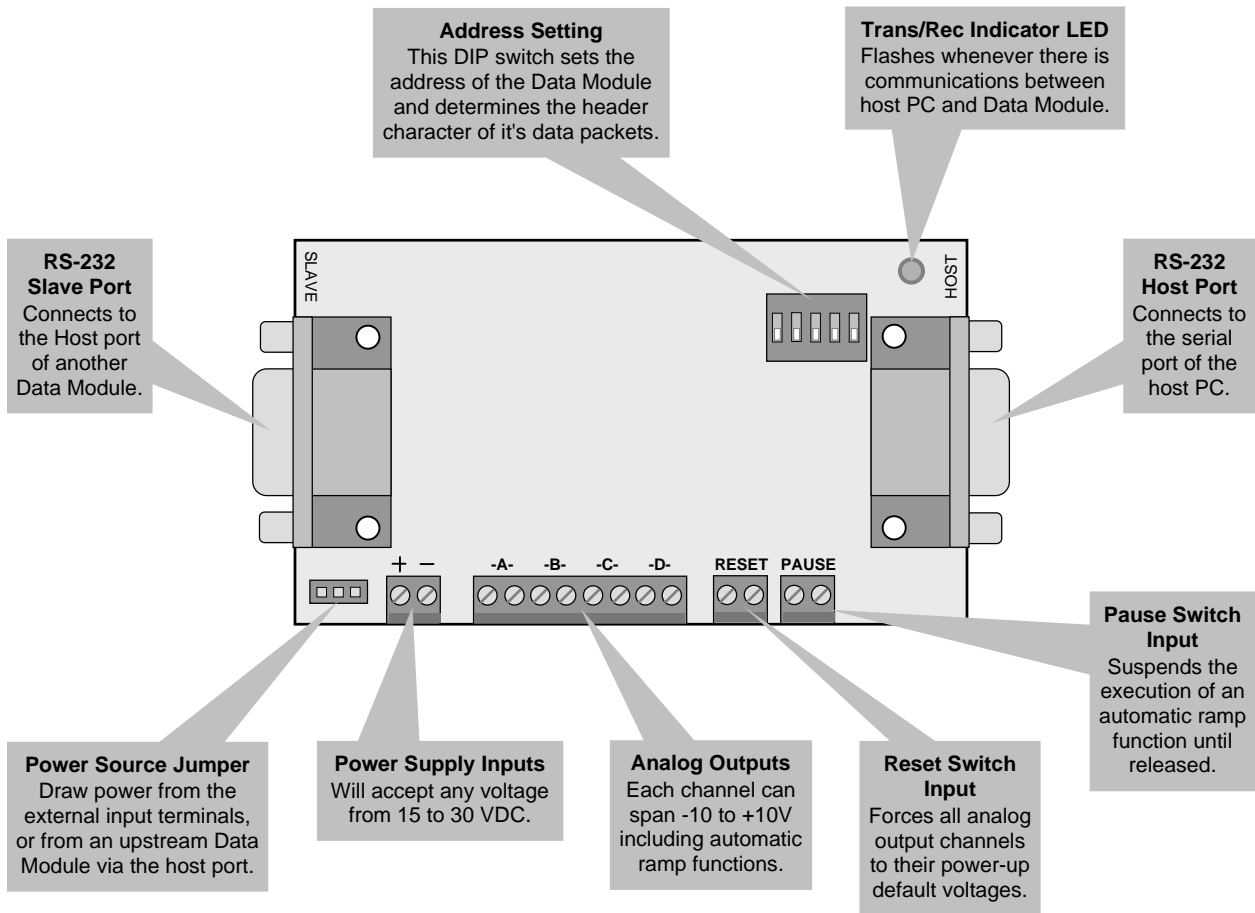 Address Setting
This DIP switch sets the
address of the Data Module
and determines the header
character of it's data packets.
Trans/Rec Indicator LED
Flashes whenever there is
communications between
host PC and Data Module.
RS-232
Slave Port
Connects to
the Host port
of another
Data Module.
SLAVE
HOST
RS-232
Host Port
Connects to
the serial
port of the
host PC.
+ − -A- -B- -C- -D- RESET PAUSE
Pause Switch
Input
Suspends the
execution of an
automatic ramp
function until
released.
Power Source Jumper
Draw power from the
external input terminals,
or from an upstream Data
Module via the host port.
Power Supply Inputs
Will accept any voltage
from 15 to 30 VDC.
Analog Outputs
Each channel can
span -10 to +10V
including automatic
ramp functions.
Reset Switch
Input
Forces all analog
output channels
to their power-up
default voltages.